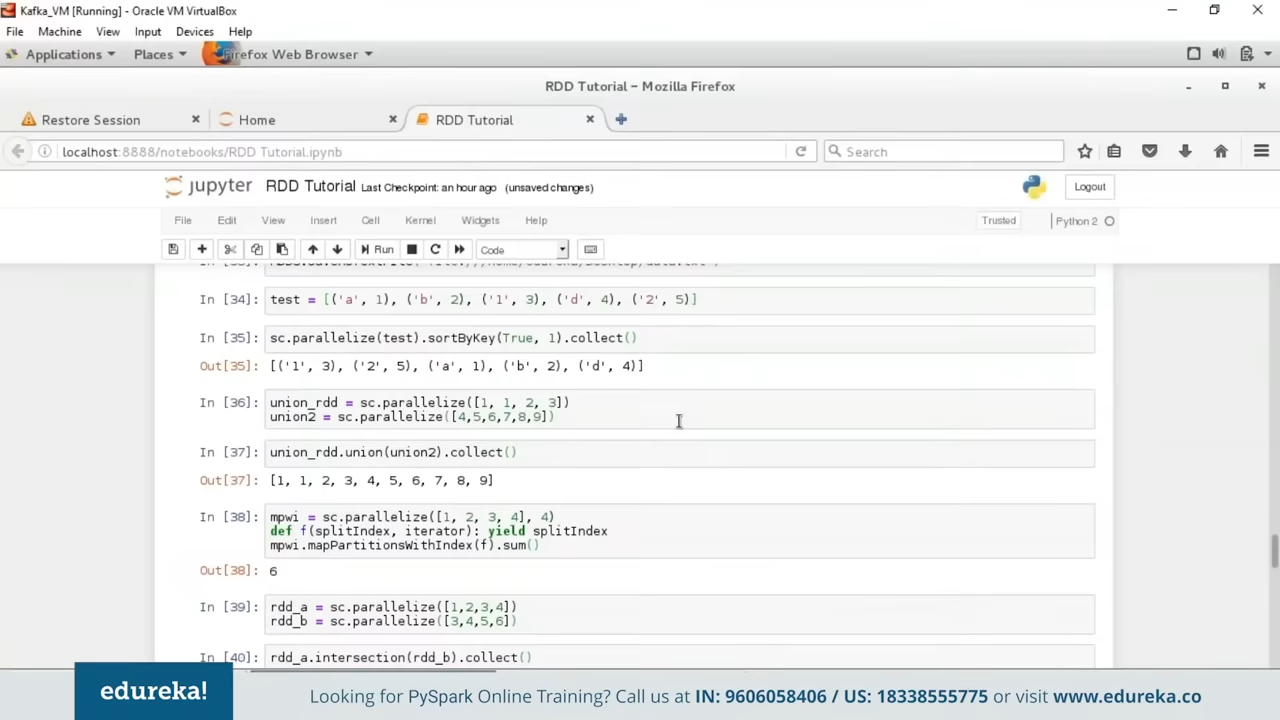 Kafka_VM [Running] - Oracle VM VirtualBox
File Machine View Input Devices Help
Applications Places Firefox Web Browser
RDD Tutorial – Mozilla Firefox
Restore Session Home RDD Tutorial
localhost:8888/notebooks/RDD Tutorial.ipynb Search
jupyter RDD Tutorial Last Checkpoint: an hour ago (unsaved changes) Logout
File Edit View Insert Cell Kernel Widgets Help Trusted Python 2
Run Code
In [34]: test = [('a', 1), ('b', 2), ('1', 3), ('d', 4), ('2', 5)]
In [35]: sc.parallelize(test).sortByKey(True, 1).collect()
Out[35]: [('1', 3), ('2', 5), ('a', 1), ('b', 2), ('d', 4)]
In [36]: union_rdd = sc.parallelize([1, 1, 2, 3])
union2 = sc.parallelize([4,5,6,7,8,9])
In [37]: union_rdd.union(union2).collect()
Out[37]: [1, 1, 2, 3, 4, 5, 6, 7, 8, 9]
In [38]: mpwi = sc.parallelize([1, 2, 3, 4], 4)
def f(splitIndex, iterator): yield splitIndex
mpwi.mapPartitionsWithIndex(f).sum()
Out[38]: 6
In [39]: rdd_a = sc.parallelize([1,2,3,4])
rdd_b = sc.parallelize([3,4,5,6])
In [40]: rdd_a.intersection(rdd_b).collect()
edureka! Looking for PySpark Online Training? Call us at IN: 9606058406 / US: 18338555775 or visit www.edureka.co